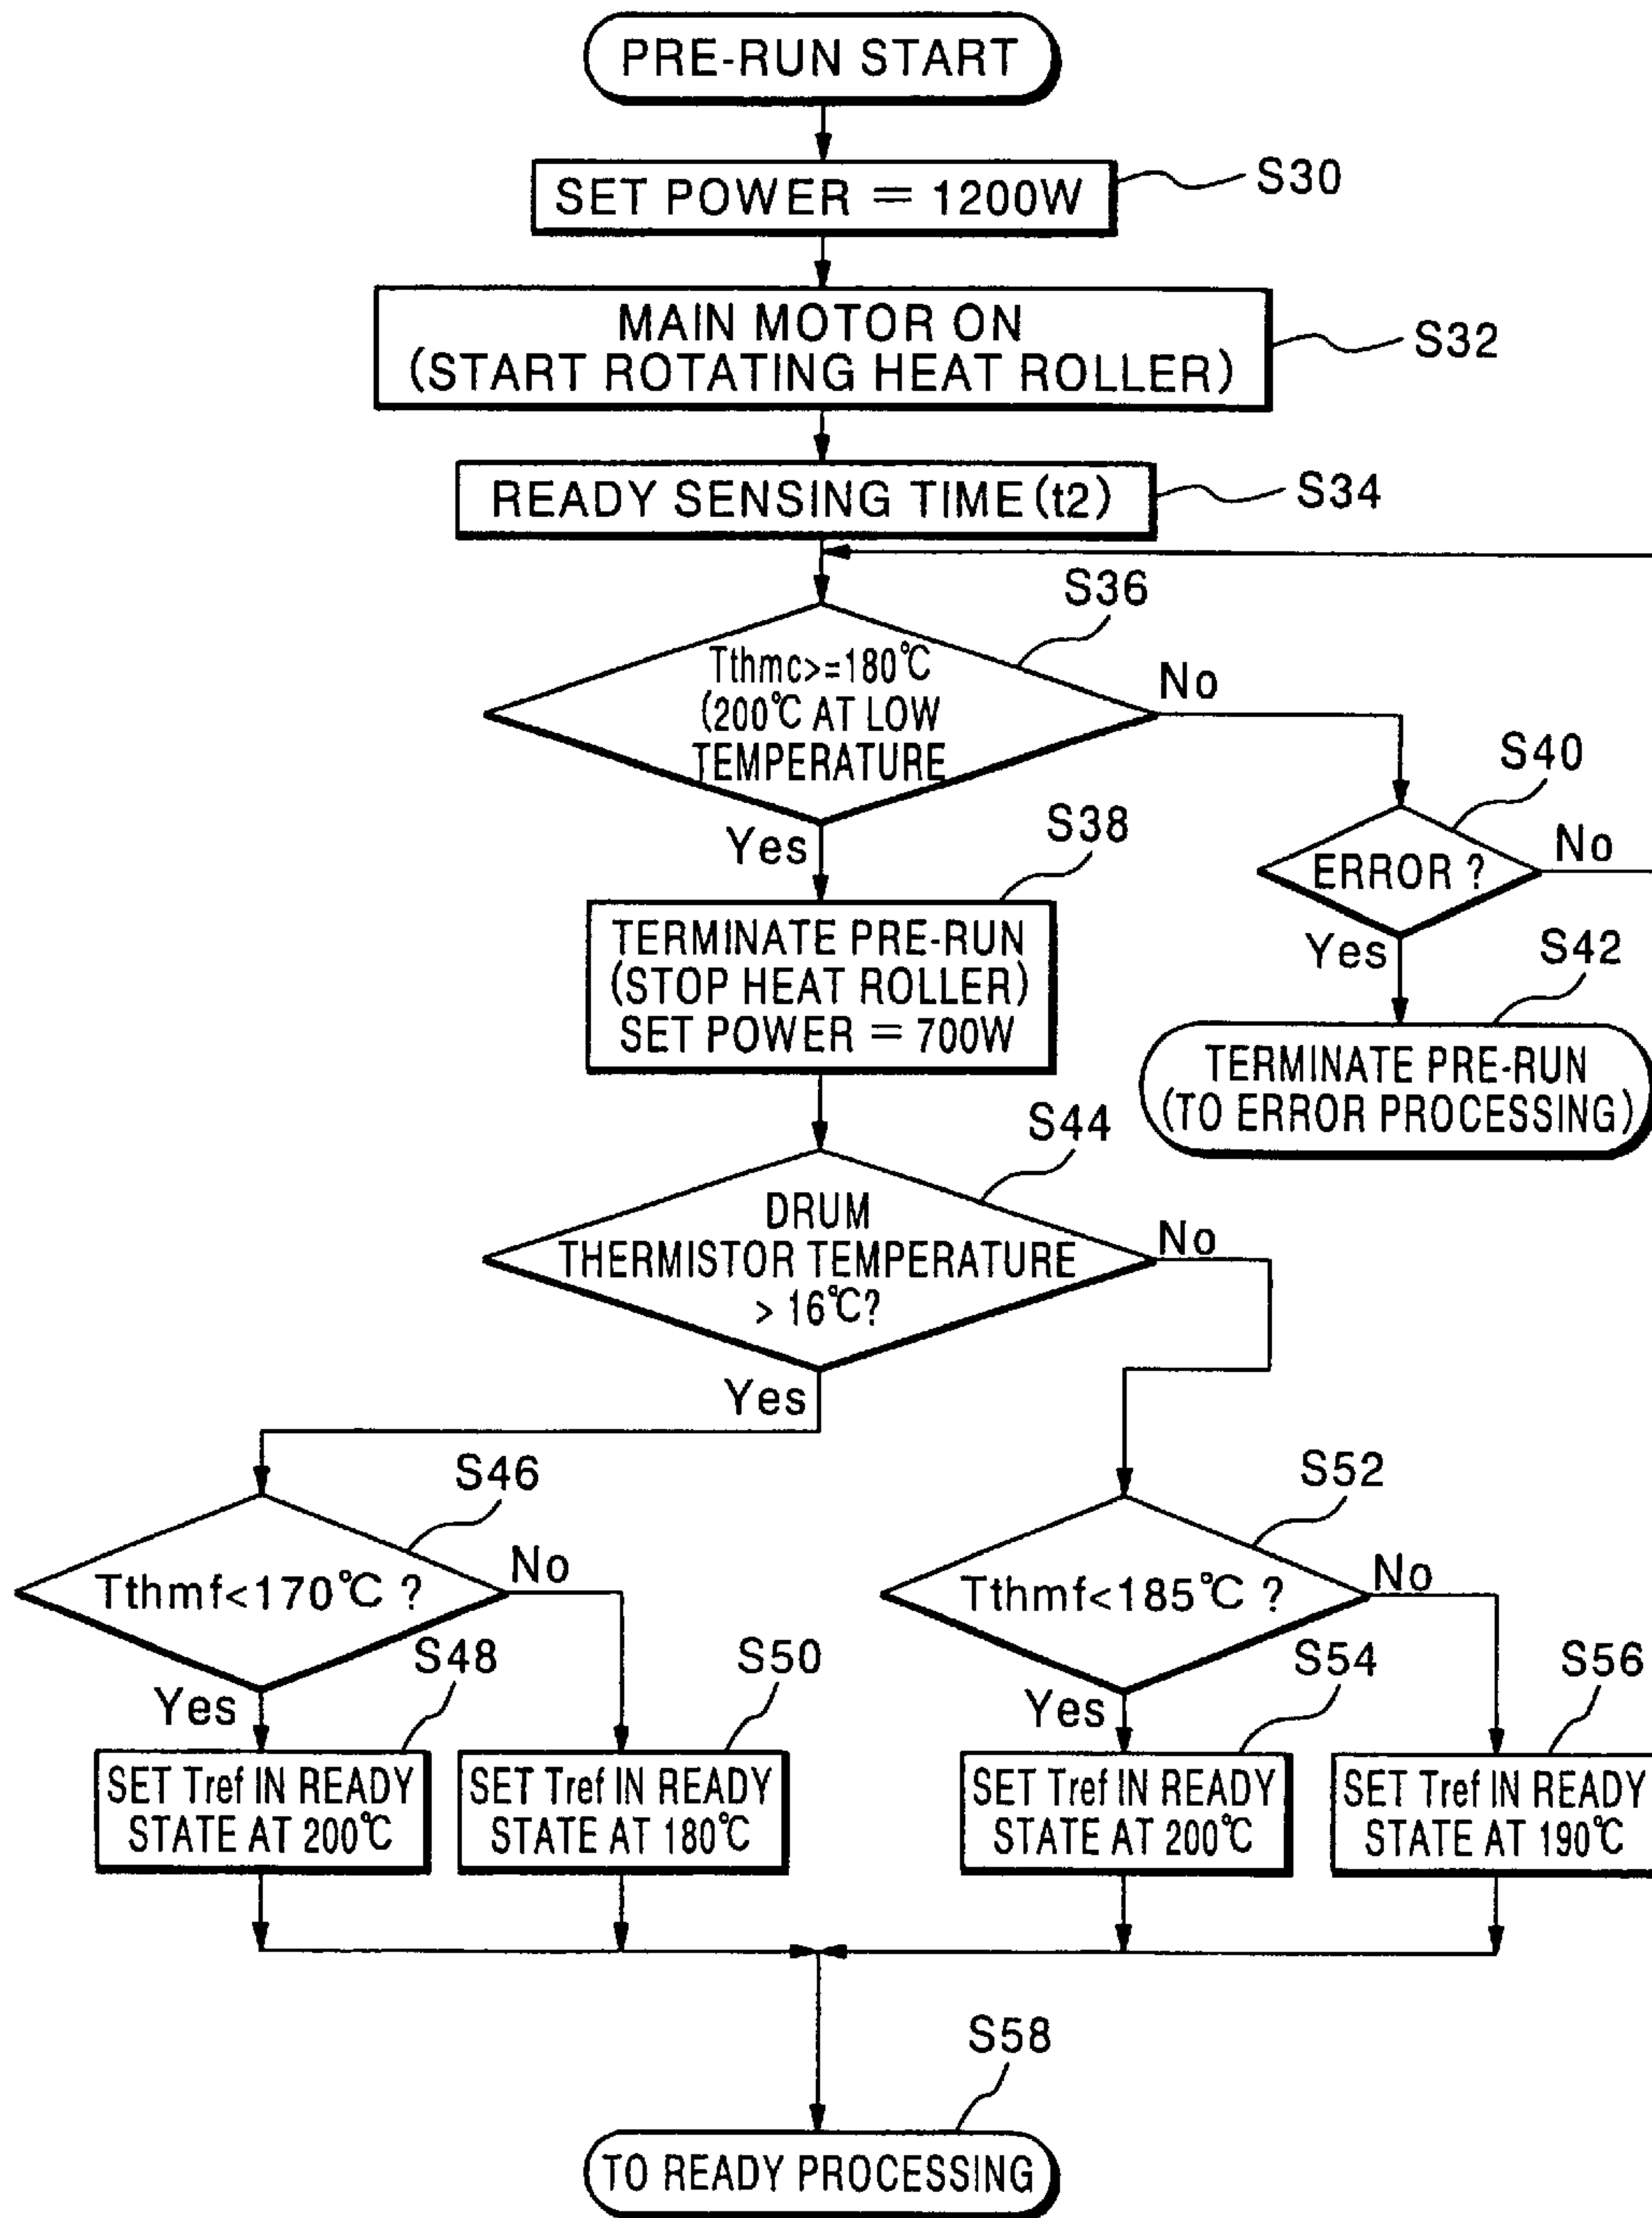 PRE-RUN START
SET POWER = 1200W
S30
MAIN MOTOR ON
(START ROTATING HEAT ROLLER)
S32
READY SENSING TIME (t2)
S34
S36
Tthmc>=180℃
(200℃ AT LOW
TEMPERATURE
No
Yes
S38
TERMINATE PRE-RUN
(STOP HEAT ROLLER)
SET POWER = 700W
S40
ERROR ?
No
Yes
S42
TERMINATE PRE-RUN
(TO ERROR PROCESSING)
S44
DRUM
THERMISTOR TEMPERATURE
> 16℃?
No
Yes
S46
Tthmf<170℃ ?
No
Yes
S48
SET Tref IN READY
STATE AT 200℃
S50
SET Tref IN READY
STATE AT 180℃
S52
Tthmf<185℃ ?
No
Yes
S54
SET Tref IN READY
STATE AT 200℃
S56
SET Tref IN READY
STATE AT 190℃
S58
TO READY PROCESSING